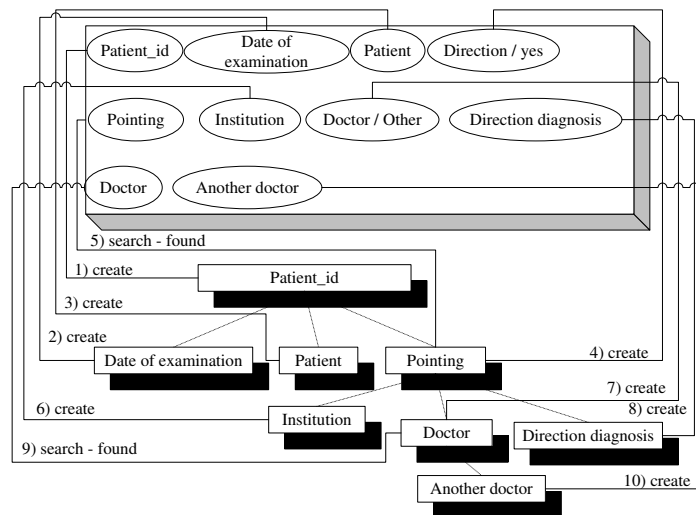 Patient_id
Date of
examination
Patient
Direction / yes
Pointing
Institution
Doctor / Other
Direction diagnosis
Doctor
Another doctor
5) search - found
1) create
Patient_id
3) create
2) create
Date of examination
Patient
Pointing
4) create
7) create
6) create
Institution
8) create
Doctor
Direction diagnosis
9) search - found
Another doctor
10) create